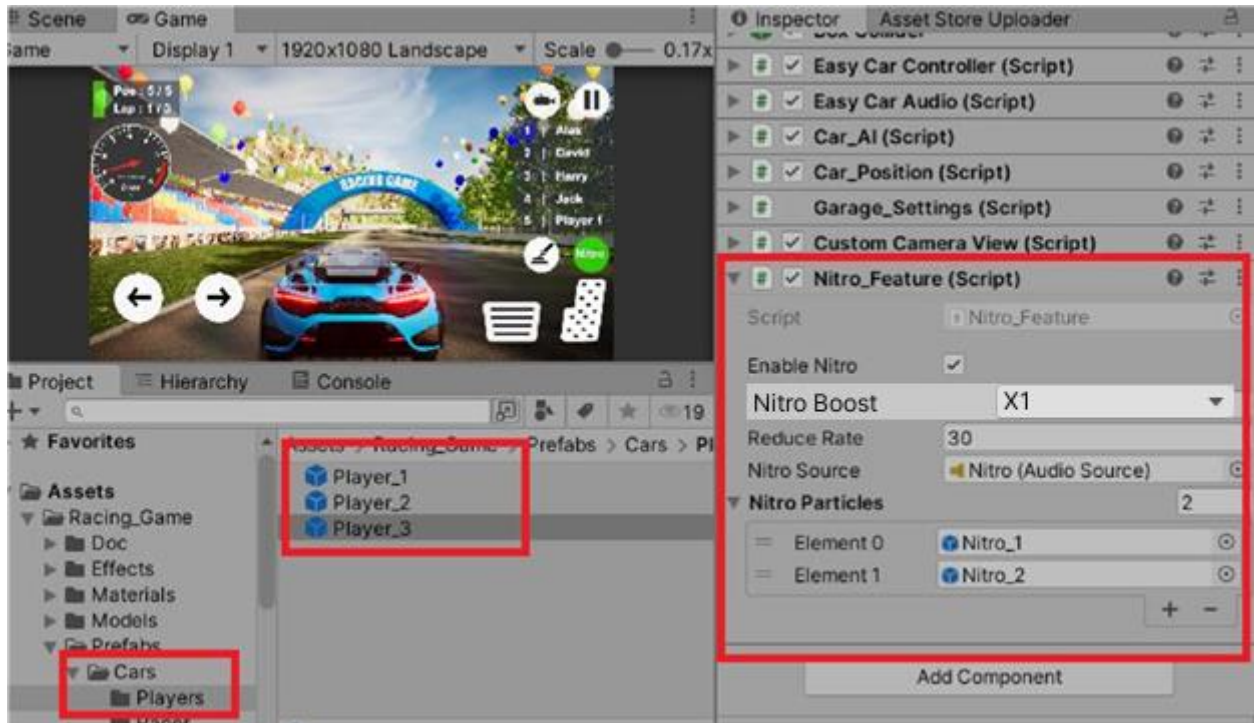 Scene Game
Display 1 1920x1080 Landscape Scale 0.17x
Pos : 5/5
Lap : 1/3
1 | Alex
2 | David
3 | Harry
4 | Jack
5 | Player 1
RACING GAME
Nitro
Project Hierarchy Console
19
Favorites
Assets > Racing_Game > Prefabs > Cars > Pl
Player_1
Player_2
Player_3
Assets
Racing_Game
Doc
Effects
Materials
Models
Prefabs
Cars
Players
Inspector Asset Store Uploader
Box Collider
Easy Car Controller (Script)
Easy Car Audio (Script)
Car_AI (Script)
Car_Position (Script)
Garage_Settings (Script)
Custom Camera View (Script)
Nitro_Feature (Script)
Script Nitro_Feature
Enable Nitro
Nitro Boost X1
Reduce Rate 30
Nitro Source Nitro (Audio Source)
Nitro Particles 2
Element 0 Nitro_1
Element 1 Nitro_2
+ -
Add Component